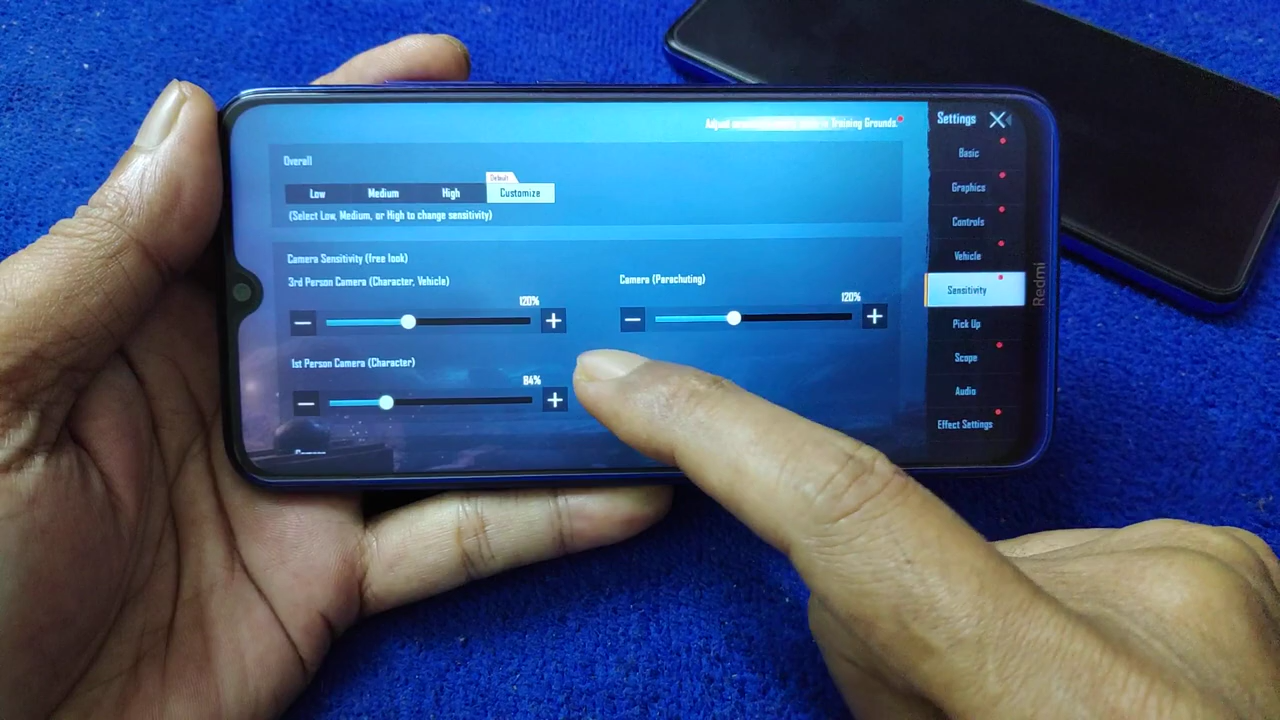 Training Grounds.
Settings
Overall
Default
Low Medium High Customize
(Select Low, Medium, or High to change sensitivity)
Camera Sensitivity (free look)
3rd Person Camera (Character, Vehicle)
120%
Camera (Parachuting)
120%
1st Person Camera (Character)
84%
Basic
Graphics
Controls
Vehicle
Sensitivity
Pick Up
Scope
Audio
Effect Settings
Redmi